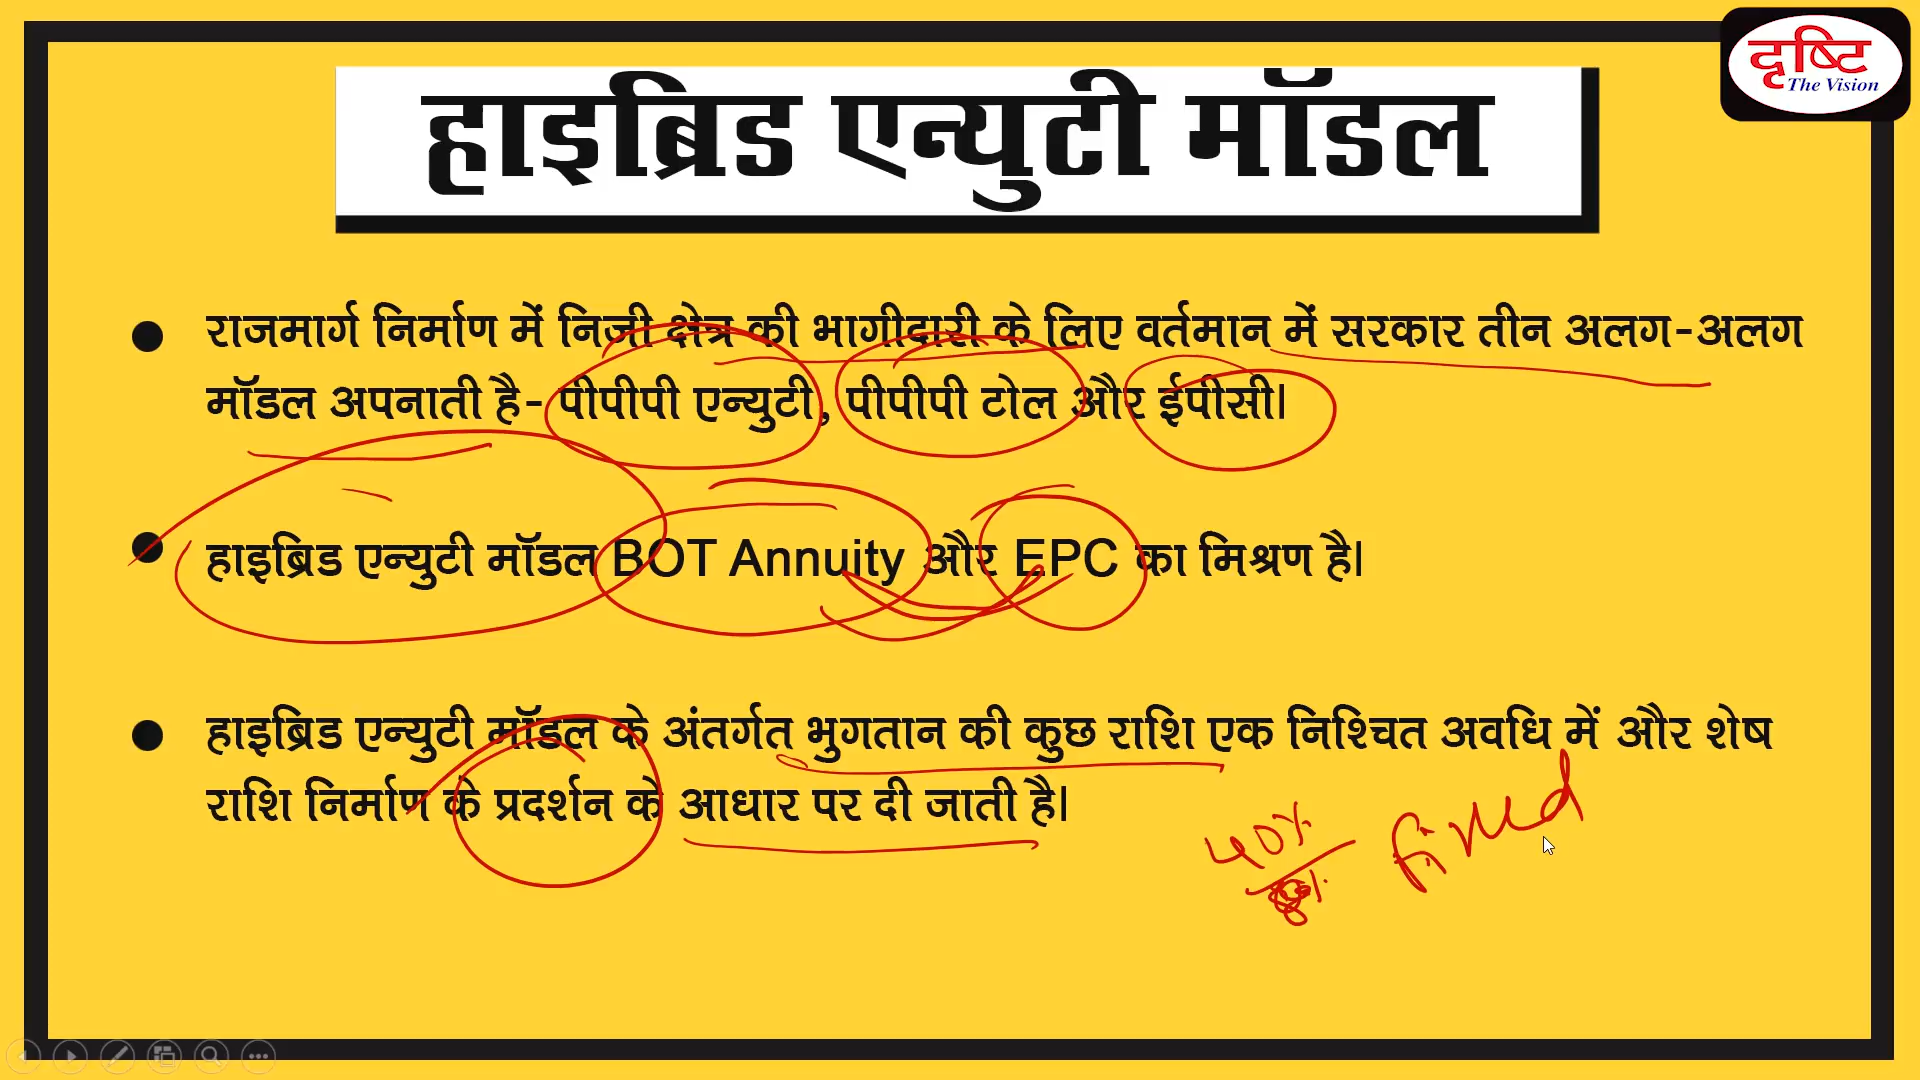 दृष्टि
The Vision
हाइब्रिड एन्युटी मॉडल
राजमार्ग निर्माण में निजी क्षेत्र की भागीदारी के लिए वर्तमान में सरकार तीन अलग-अलग
मॉडल अपनाती है- पीपीपी एन्युटी, पीपीपी टोल और ईपीसी।
हाइब्रिड एन्युटी मॉडल BOT Annuity और EPC का मिश्रण है।
हाइब्रिड एन्युटी मॉडल के अंतर्गत भुगतान की कुछ राशि एक निश्चित अवधि में और शेष
राशि निर्माण के प्रदर्शन के आधार पर दी जाती है।
40% fixed